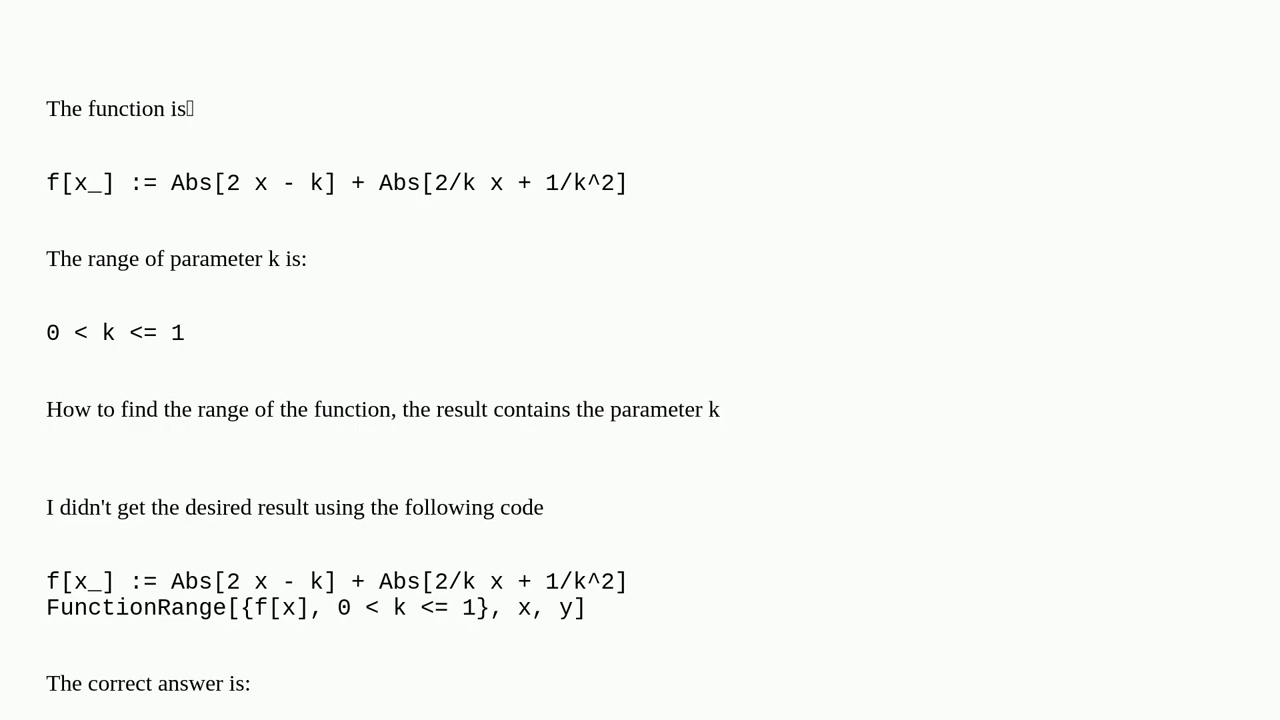 The function is
f[x_] := Abs[2 x - k] + Abs[2/k x + 1/k^2]
The range of parameter k is:
0 < k <= 1
How to find the range of the function, the result contains the parameter k
I didn't get the desired result using the following code
f[x_] := Abs[2 x - k] + Abs[2/k x + 1/k^2]
FunctionRange[{f[x], 0 < k <= 1}, x, y]
The correct answer is: